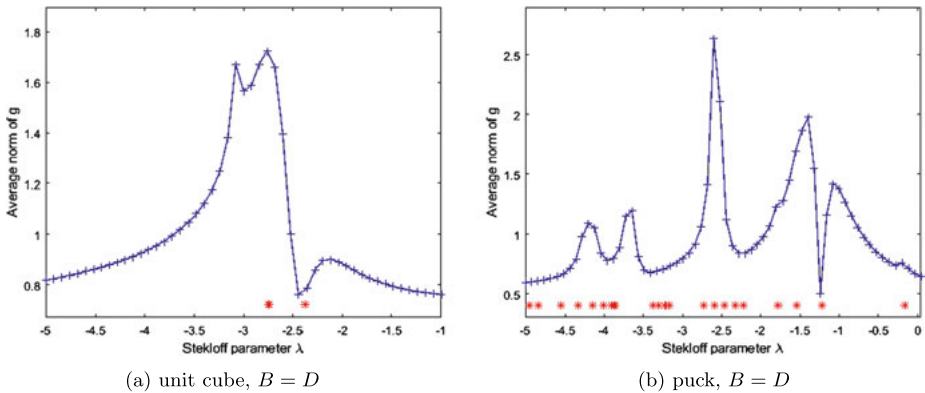 1.8
1.6
1.4
1.2
1
0.8
Average norm of g
-5 -4.5 -4 -3.5 -3 -2.5 -2 -1.5 -1
Stekloff parameter λ
(a) unit cube, B = D
2.5
2
1.5
1
0.5
Average norm of g
-5 -4.5 -4 -3.5 -3 -2.5 -2 -1.5 -1 -0.5 0
Stekloff parameter λ
(b) puck, B = D